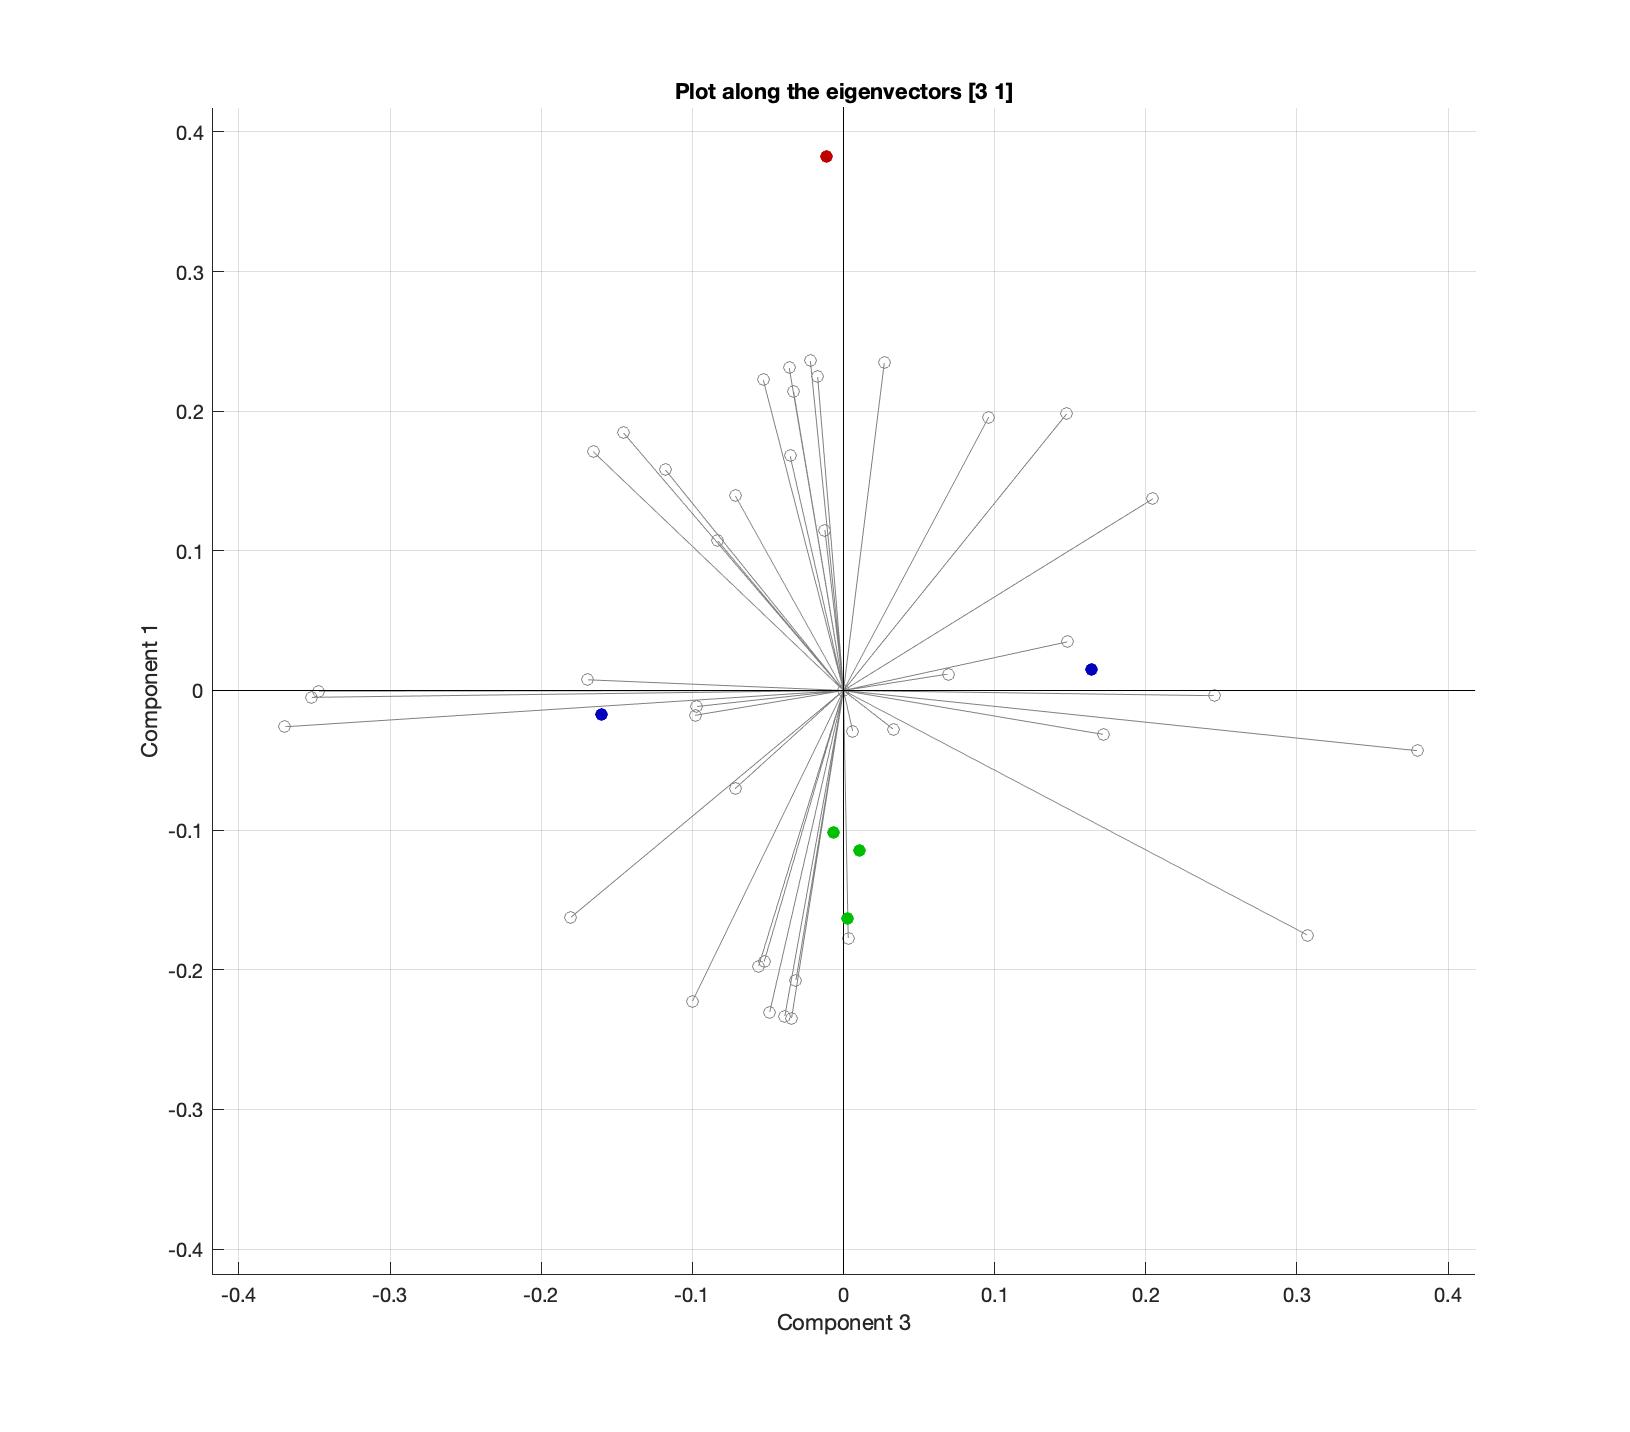 Plot along the eigenvectors [3 1]
0.4
0.3
0.2
0.1
0
-0.1
-0.2
-0.3
-0.4
Component 1
-0.4 -0.3 -0.2 -0.1 0 0.1 0.2 0.3 0.4
Component 3